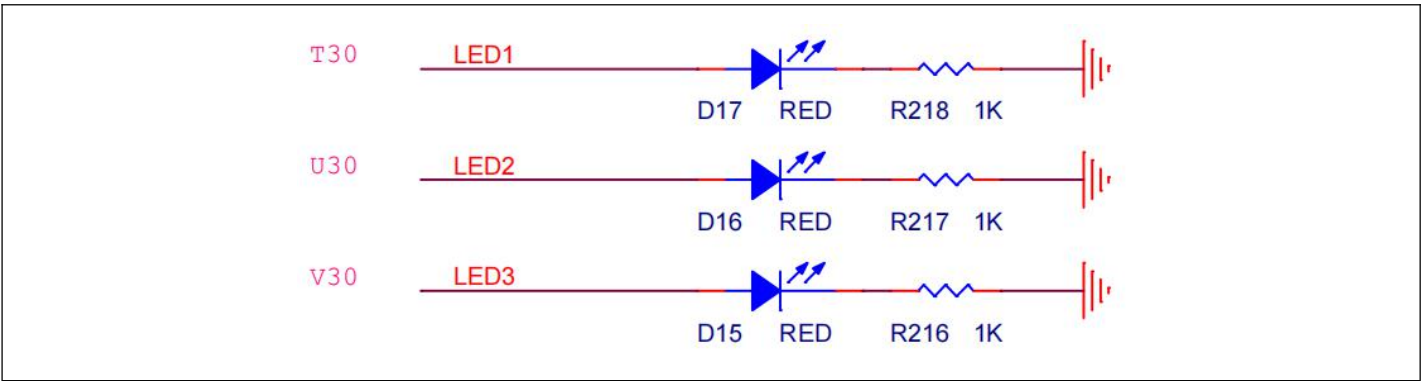 T30 LED1
D17 RED R218 1K
U30 LED2
D16 RED R217 1K
V30 LED3
D15 RED R216 1K